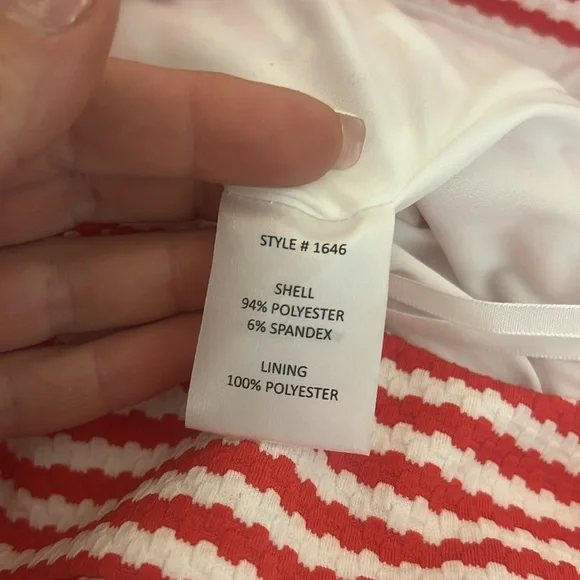 STYLE # 1646
SHELL
94% POLYESTER
6% SPANDEX
LINING
100% POLYESTER